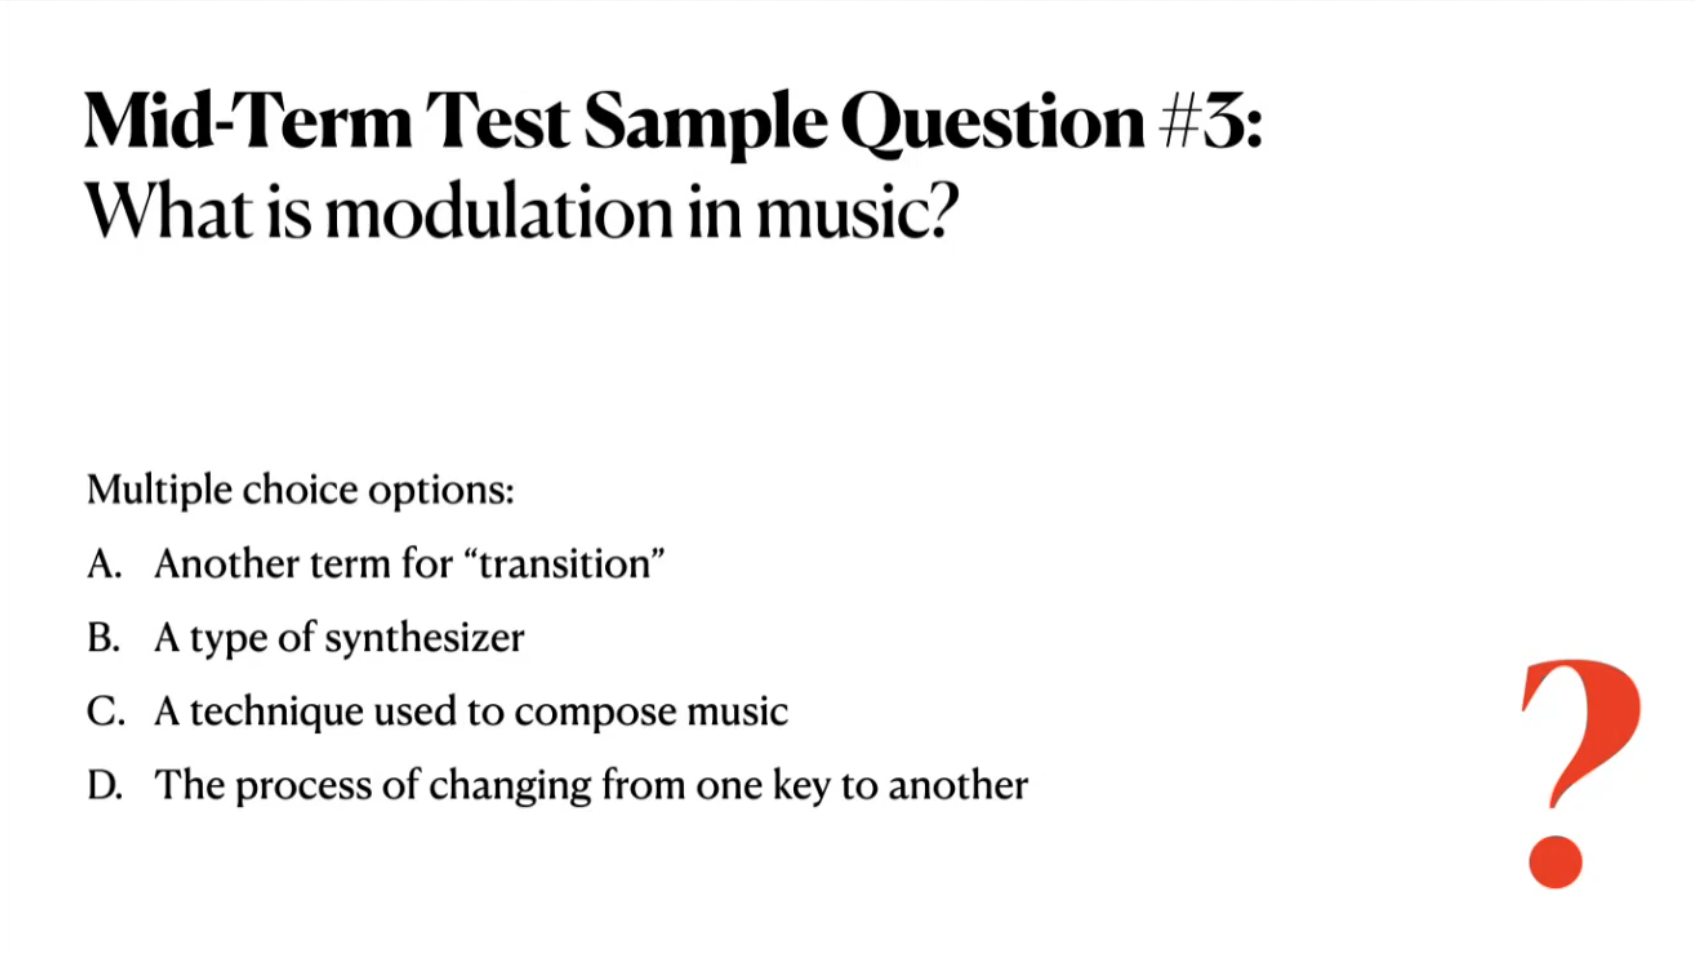 Mid-Term Test Sample Question #3:
What is modulation in music?
Multiple choice options:
A. Another term for “transition”
B. A type of synthesizer
C. A technique used to compose music
D. The process of changing from one key to another
?